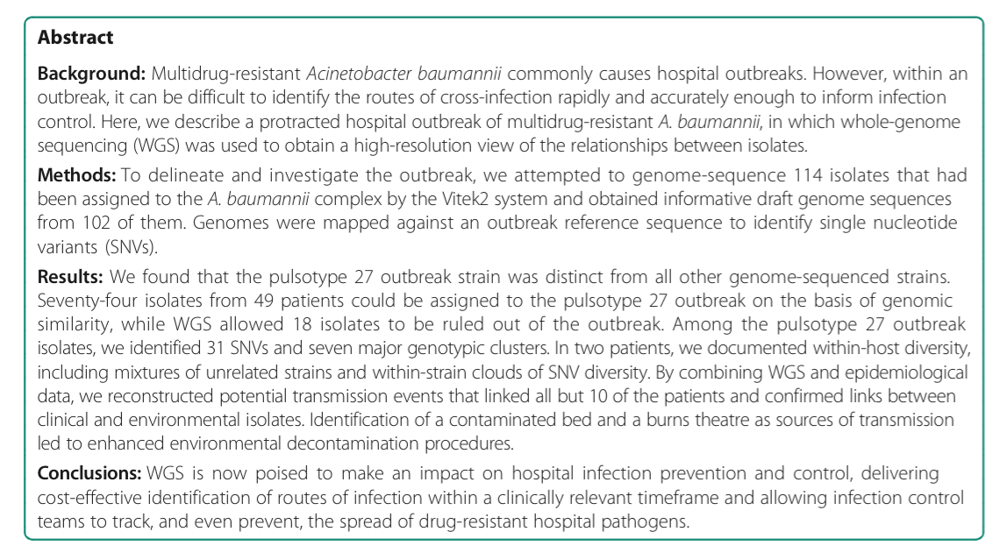 Abstract
Background: Multidrug-resistant Acinetobacter baumannii commonly causes hospital outbreaks. However, within an
outbreak, it can be difficult to identify the routes of cross-infection rapidly and accurately enough to inform infection
control. Here, we describe a protracted hospital outbreak of multidrug-resistant A. baumannii, in which whole-genome
sequencing (WGS) was used to obtain a high-resolution view of the relationships between isolates.
Methods: To delineate and investigate the outbreak, we attempted to genome-sequence 114 isolates that had
been assigned to the A. baumannii complex by the Vitek2 system and obtained informative draft genome sequences
from 102 of them. Genomes were mapped against an outbreak reference sequence to identify single nucleotide
variants (SNVs).
Results: We found that the pulsotype 27 outbreak strain was distinct from all other genome-sequenced strains.
Seventy-four isolates from 49 patients could be assigned to the pulsotype 27 outbreak on the basis of genomic
similarity, while WGS allowed 18 isolates to be ruled out of the outbreak. Among the pulsotype 27 outbreak
isolates, we identified 31 SNVs and seven major genotypic clusters. In two patients, we documented within-host diversity,
including mixtures of unrelated strains and within-strain clouds of SNV diversity. By combining WGS and epidemiological
data, we reconstructed potential transmission events that linked all but 10 of the patients and confirmed links between
clinical and environmental isolates. Identification of a contaminated bed and a burns theatre as sources of transmission
led to enhanced environmental decontamination procedures.
Conclusions: WGS is now poised to make an impact on hospital infection prevention and control, delivering
cost-effective identification of routes of infection within a clinically relevant timeframe and allowing infection control
teams to track, and even prevent, the spread of drug-resistant hospital pathogens.